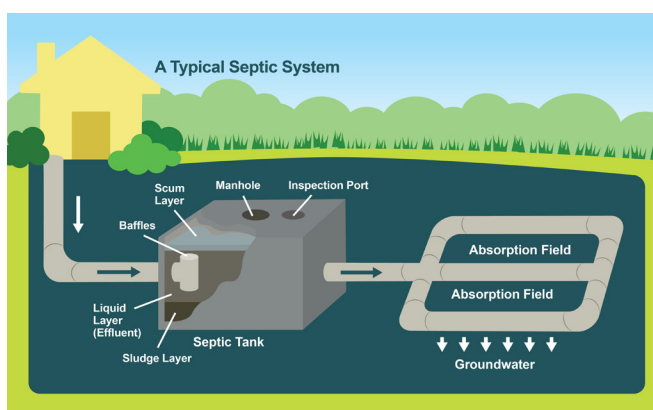 A Typical Septic System
Scum
Layer
Manhole
Inspection Port
Baffles
Absorption Field
Absorption Field
Liquid
Layer
(Effluent)
Septic Tank
Sludge Layer
Groundwater